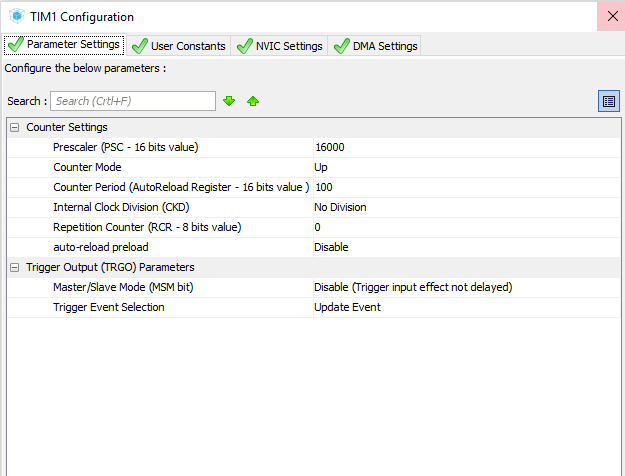 TIM1 Configuration
Parameter Settings User Constants NVIC Settings DMA Settings
Configure the below parameters :
Search : Search (Crtl+F)
Counter Settings
Prescaler (PSC - 16 bits value) 16000
Counter Mode Up
Counter Period (AutoReload Register - 16 bits value ) 100
Internal Clock Division (CKD) No Division
Repetition Counter (RCR - 8 bits value) 0
auto-reload preload Disable
Trigger Output (TRGO) Parameters
Master/Slave Mode (MSM bit) Disable (Trigger input effect not delayed)
Trigger Event Selection Update Event